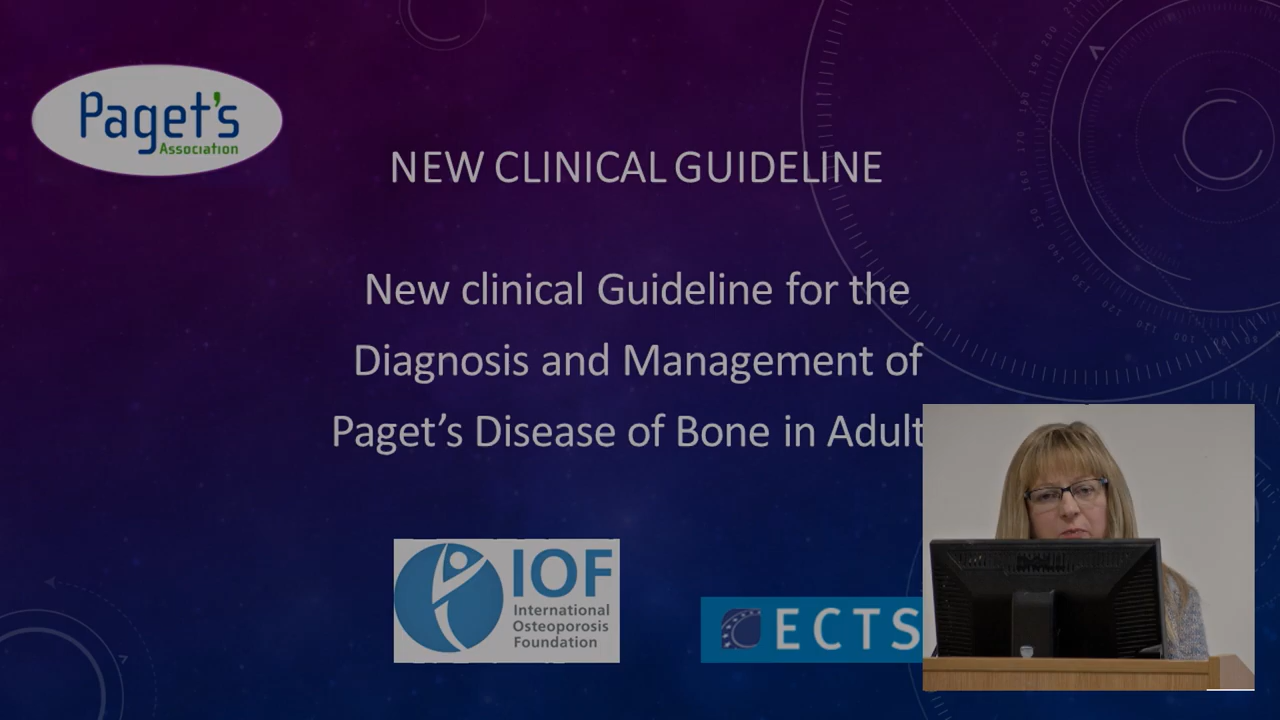 Paget's
Association
NEW CLINICAL GUIDELINE
New clinical Guideline for the
Diagnosis and Management of
Paget’s Disease of Bone in Adult
IOF
International
Osteoporosis
Foundation
ECTS